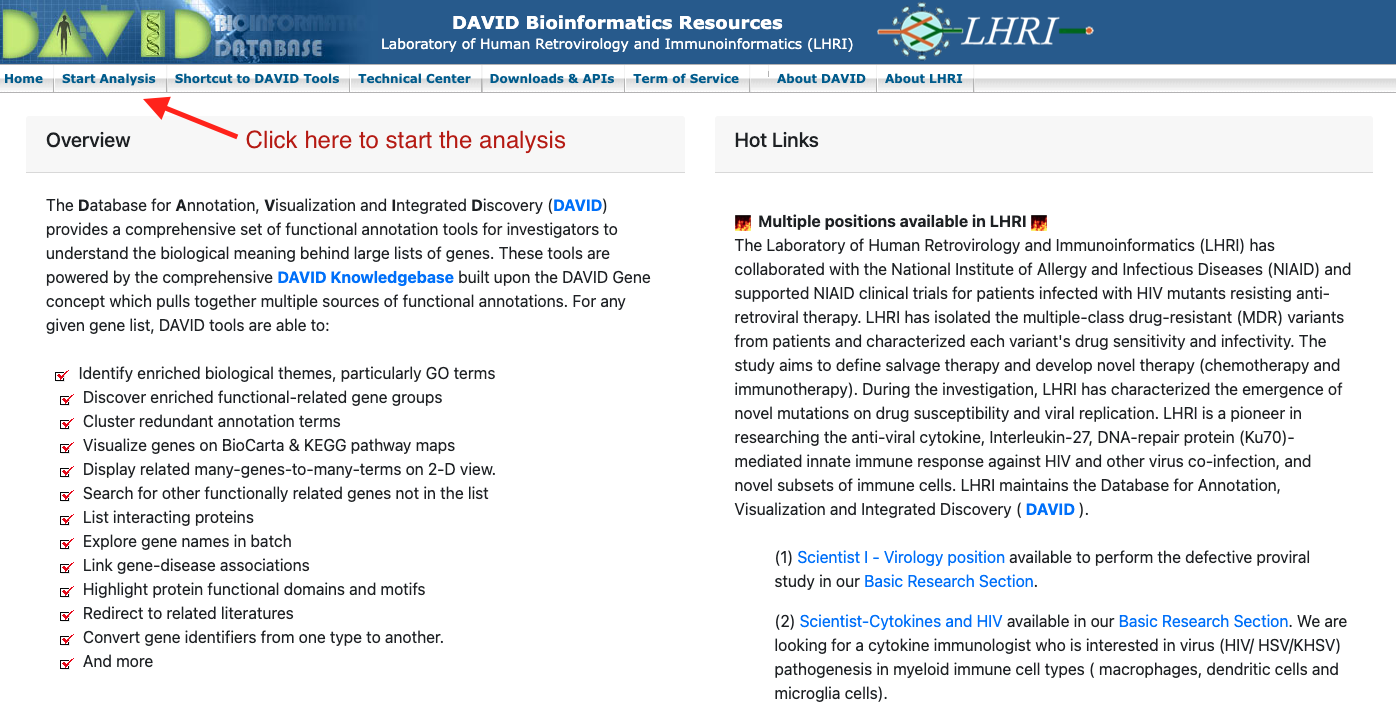 DAVID BIOINFORMATICS
DATABASE
DAVID Bioinformatics Resources
Laboratory of Human Retrovirology and Immunoinformatics (LHRI)
LHRI
Home Start Analysis Shortcut to DAVID Tools Technical Center Downloads & APIs Term of Service About DAVID About LHRI
Click here to start the analysis
Overview
The Database for Annotation, Visualization and Integrated Discovery (DAVID)
provides a comprehensive set of functional annotation tools for investigators to
understand the biological meaning behind large lists of genes. These tools are
powered by the comprehensive DAVID Knowledgebase built upon the DAVID Gene
concept which pulls together multiple sources of functional annotations. For any
given gene list, DAVID tools are able to:
Identify enriched biological themes, particularly GO terms
Discover enriched functional-related gene groups
Cluster redundant annotation terms
Visualize genes on BioCarta & KEGG pathway maps
Display related many-genes-to-many-terms on 2-D view.
Search for other functionally related genes not in the list
List interacting proteins
Explore gene names in batch
Link gene-disease associations
Highlight protein functional domains and motifs
Redirect to related literatures
Convert gene identifiers from one type to another.
And more
Hot Links
Multiple positions available in LHRI
The Laboratory of Human Retrovirology and Immunoinformatics (LHRI) has
collaborated with the National Institute of Allergy and Infectious Diseases (NIAID) and
supported NIAID clinical trials for patients infected with HIV mutants resisting anti-
retroviral therapy. LHRI has isolated the multiple-class drug-resistant (MDR) variants
from patients and characterized each variant's drug sensitivity and infectivity. The
study aims to define salvage therapy and develop novel therapy (chemotherapy and
immunotherapy). During the investigation, LHRI has characterized the emergence of
novel mutations on drug susceptibility and viral replication. LHRI is a pioneer in
researching the anti-viral cytokine, Interleukin-27, DNA-repair protein (Ku70)-
mediated innate immune response against HIV and other virus co-infection, and
novel subsets of immune cells. LHRI maintains the Database for Annotation,
Visualization and Integrated Discovery ( DAVID ).
(1) Scientist I - Virology position available to perform the defective proviral
study in our Basic Research Section.
(2) Scientist-Cytokines and HIV available in our Basic Research Section. We are
looking for a cytokine immunologist who is interested in virus (HIV/ HSV/KHSV)
pathogenesis in myeloid immune cell types ( macrophages, dendritic cells and
microglia cells).